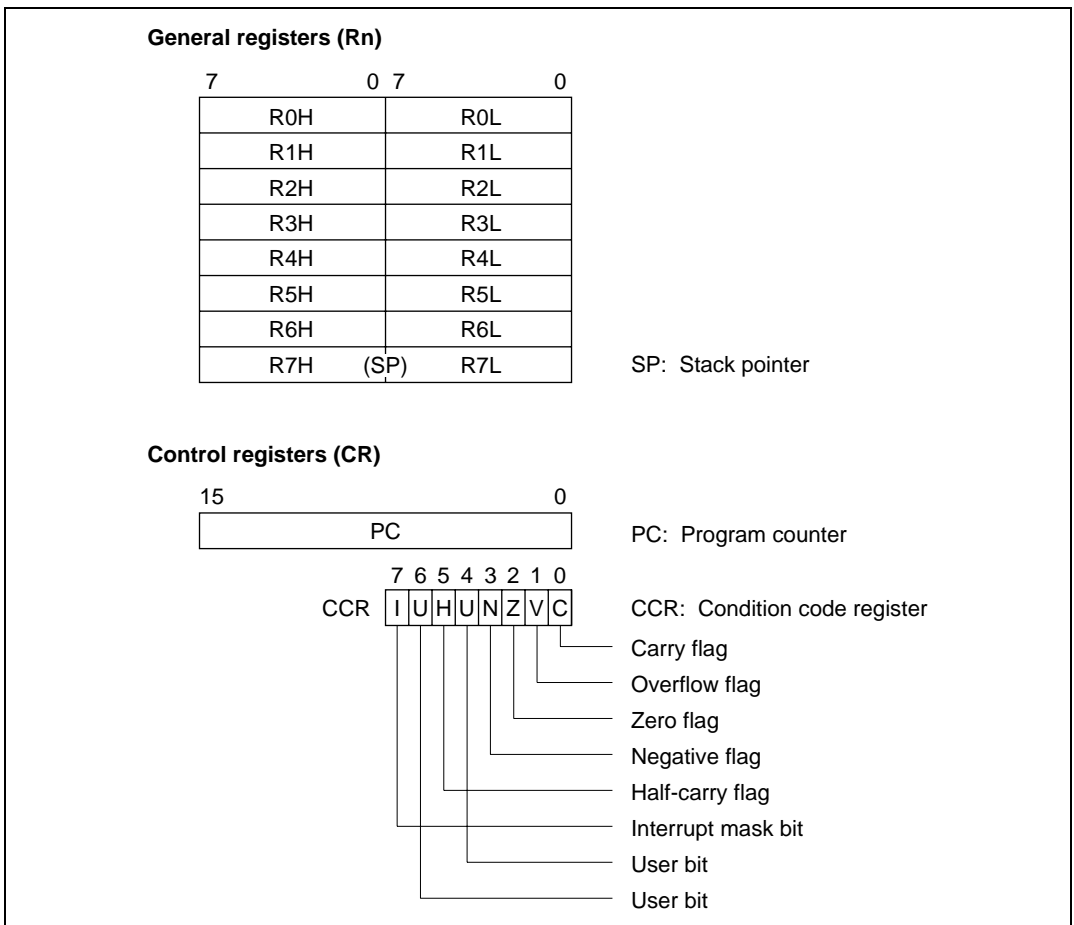 General registers (Rn)
7 0 7 0
R0H R0L
R1H R1L
R2H R2L
R3H R3L
R4H R4L
R5H R5L
R6H R6L
R7H (SP) R7L SP: Stack pointer
Control registers (CR)
15 0
PC PC: Program counter
7 6 5 4 3 2 1 0
CCR I U H U N Z V C CCR: Condition code register
Carry flag
Overflow flag
Zero flag
Negative flag
Half-carry flag
Interrupt mask bit
User bit
User bit